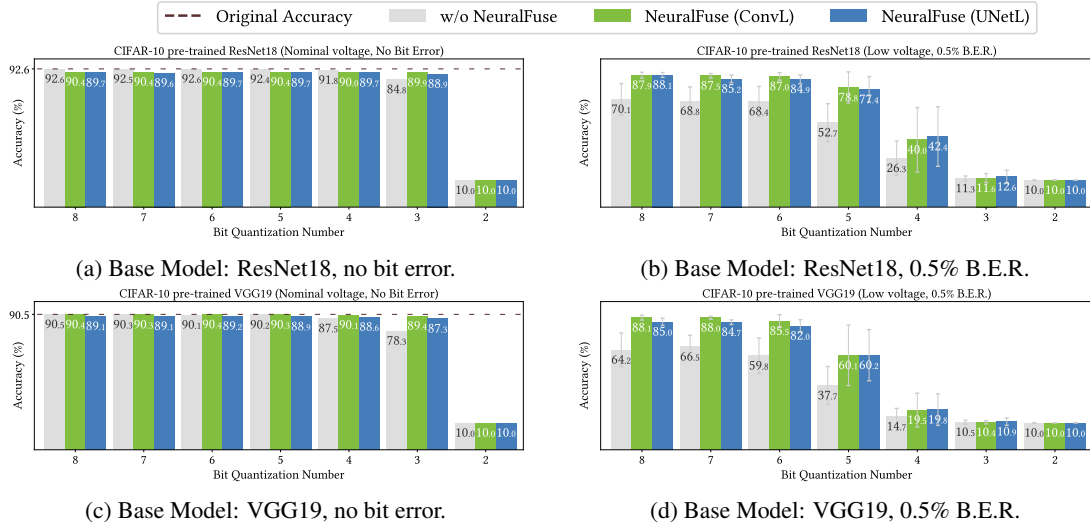 Original Accuracy w/o NeuralFuse NeuralFuse (ConvL) NeuralFuse (UNetL)
CIFAR-10 pre-trained ResNet18 (Nominal voltage, No Bit Error)
92.6
Accuracy (%)
92.6 90.4 89.7 92.5 90.4 89.6 92.6 90.4 89.7 92.4 90.4 89.7 91.8 90.0 89.7 84.8 89.9 88.9 10.0 10.0 10.0
8 7 6 5 4 3 2
Bit Quantization Number
(a) Base Model: ResNet18, no bit error.
CIFAR-10 pre-trained ResNet18 (Low voltage, 0.5% B.E.R.)
Accuracy (%)
70.1 87.9 88.1 68.8 87.5 85.2 68.4 87.0 84.9 52.7 78.8 77.4 26.3 40.0 42.4 11.3 11.6 12.6 10.0 10.0 10.0
8 7 6 5 4 3 2
Bit Quantization Number
(b) Base Model: ResNet18, 0.5% B.E.R.
CIFAR-10 pre-trained VGG19 (Nominal voltage, No Bit Error)
90.5
Accuracy (%)
90.5 90.4 89.1 90.3 90.3 89.1 90.1 90.4 89.2 90.2 90.3 88.9 87.5 90.1 88.6 78.3 89.4 87.3 10.0 10.0 10.0
8 7 6 5 4 3 2
Bit Quantization Number
(c) Base Model: VGG19, no bit error.
CIFAR-10 pre-trained VGG19 (Low voltage, 0.5% B.E.R.)
Accuracy (%)
64.2 88.1 85.0 66.5 88.0 84.7 59.8 85.5 82.0 37.7 60.1 60.2 14.7 19.5 19.8 10.5 10.4 10.9 10.0 10.0 10.0
8 7 6 5 4 3 2
Bit Quantization Number
(d) Base Model: VGG19, 0.5% B.E.R.